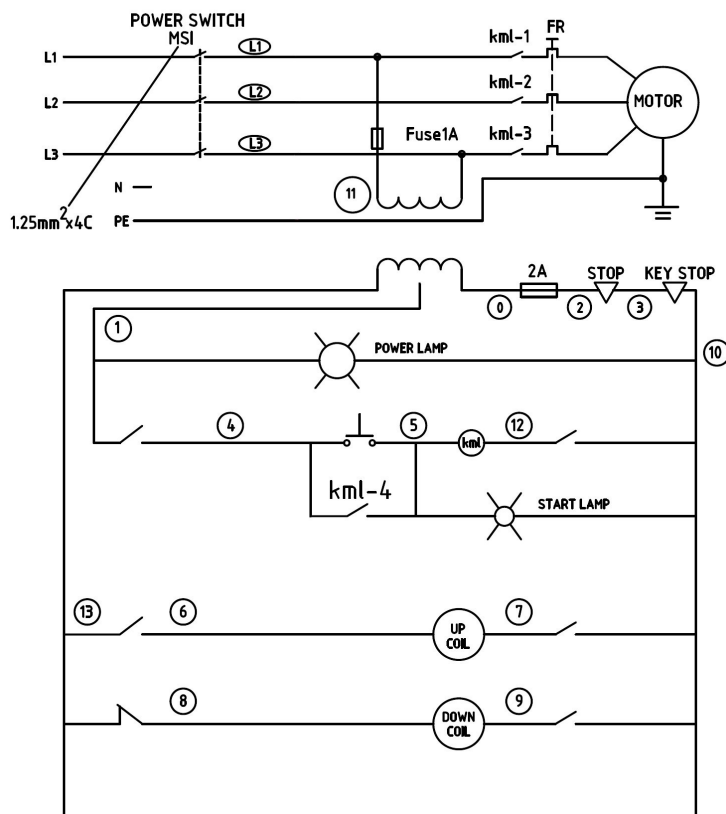 POWER SWITCH
MSI
L1
L1
kml-1
FR
L2
L2
kml-2
MOTOR
L3
L3
Fuse1A
kml-3
N
11
1.25mm²x4C
PE
2A
STOP
KEY STOP
0
2
3
1
POWER LAMP
10
4
5
kml
12
kml-4
START LAMP
13
6
UP
COIL
7
8
DOWN
COIL
9